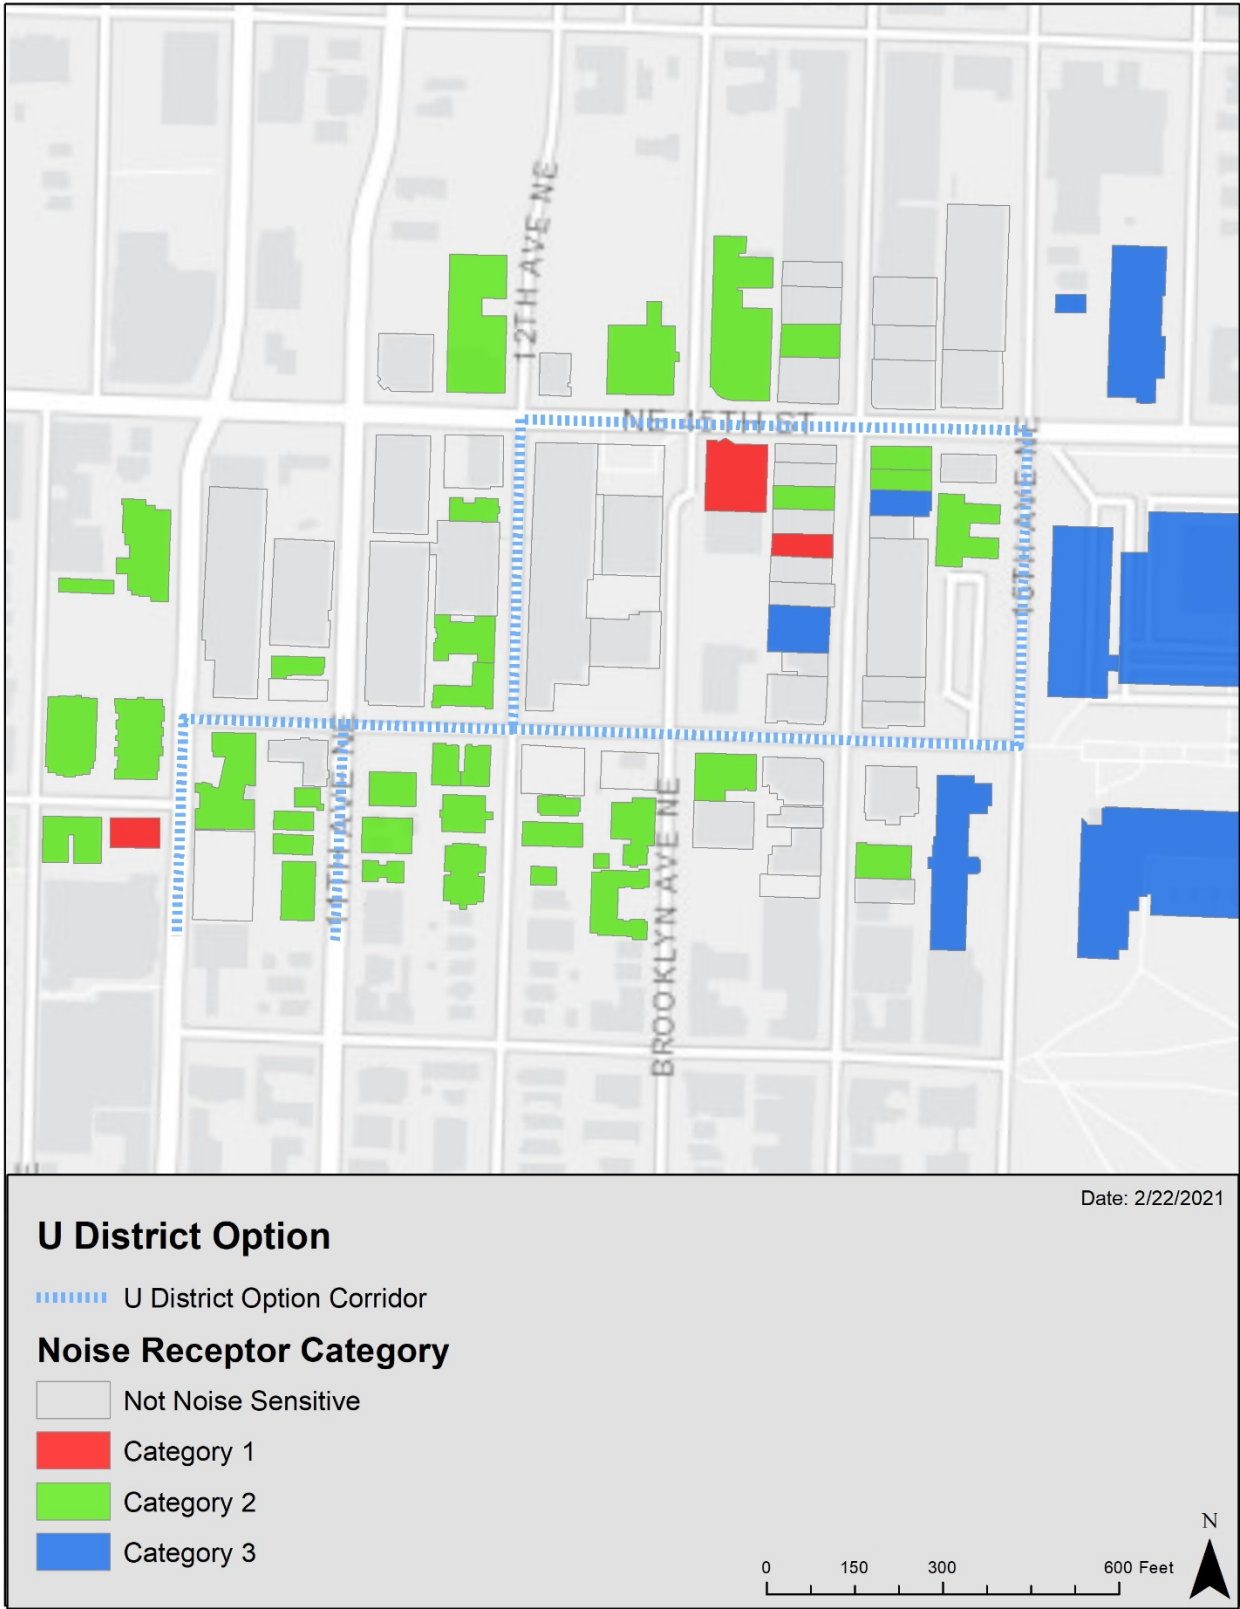 12TH AVE NE
NE 45TH ST
15TH AVE NE
11TH AVE NE
BROOKLYN AVE NE
Date: 2/22/2021
U District Option
U District Option Corridor
Noise Receptor Category
Not Noise Sensitive
Category 1
Category 2
Category 3
N
0 150 300 600 Feet